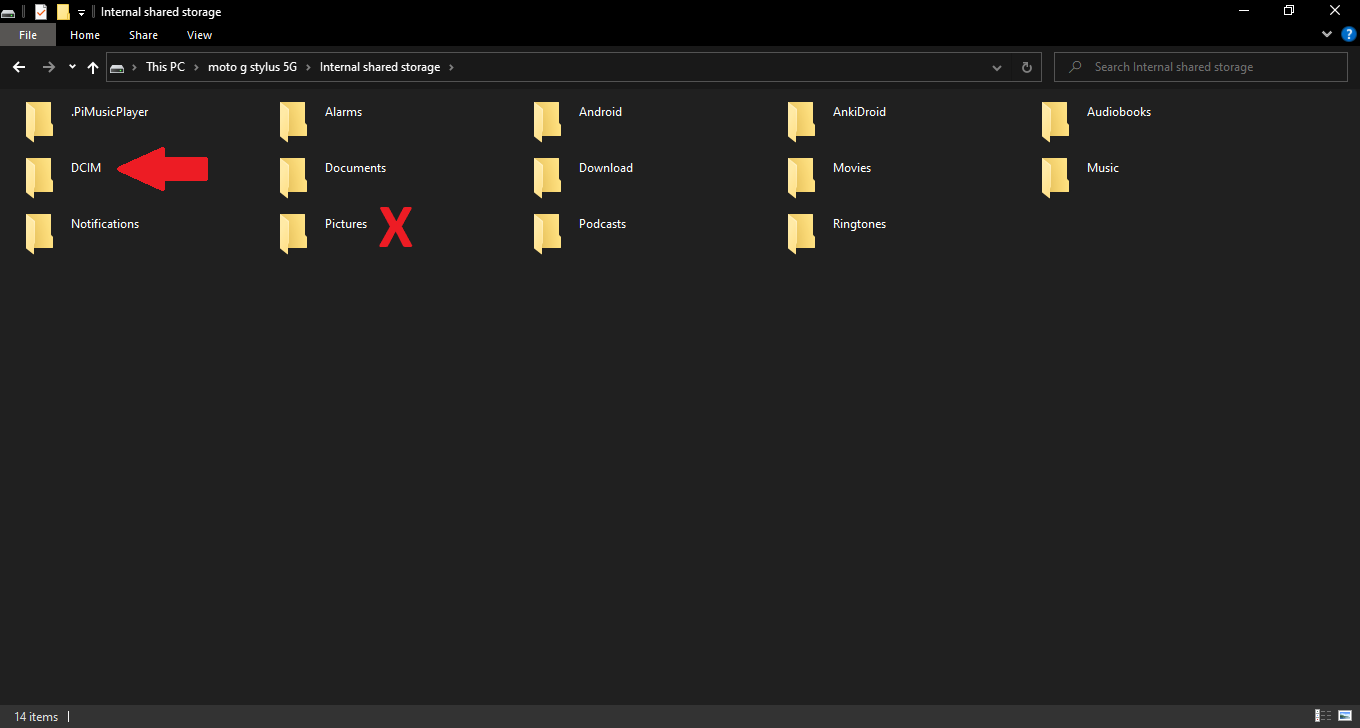 Internal shared storage
File Home Share View
This PC > moto g stylus 5G > Internal shared storage > Search Internal shared storage
.PiMusicPlayer Alarms Android AnkiDroid Audiobooks
DCIM Documents Download Movies Music
Notifications Pictures X Podcasts Ringtones
14 items